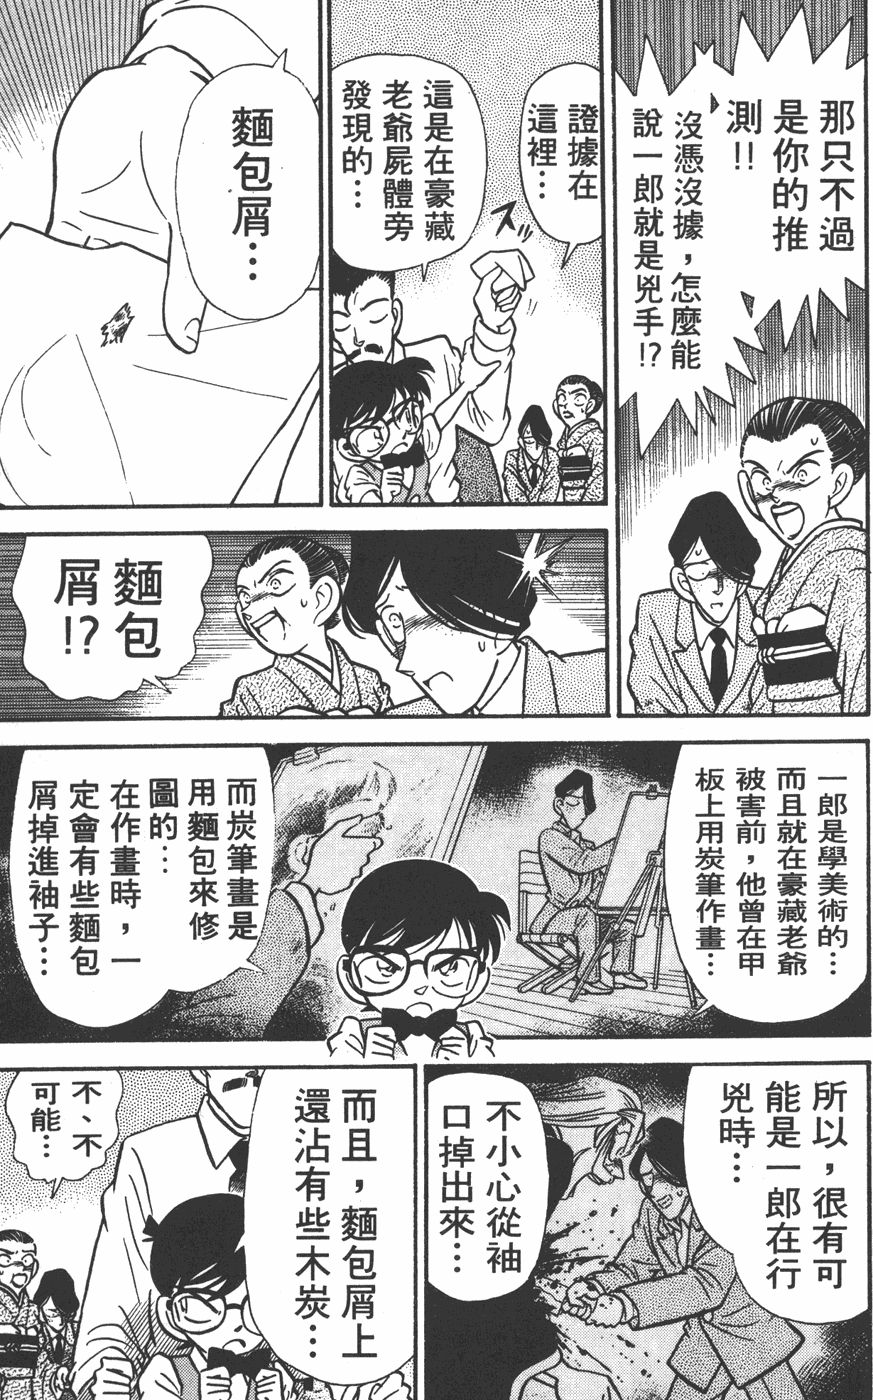 那只不過
是你的推
測!!
沒憑沒據，怎麼能
說一郎就是兇手!?
證據在
這裡…
這是在豪藏
老爺屍體旁
發現的…
スッ
麵包屑…
麵包
屑!?
一郎是學美術的…
而且就在豪藏老爺
被害前，他曾在甲
板上用炭筆作畫…
而炭筆畫是
用麵包來修
圖的…
在作畫時，一
定會有些麵包
屑掉進袖子…
所以，很有可
能是一郎在行
兇時…
不小心從袖
口掉出來…
而且，麵包屑上
還沾有些木炭…
不、不
可能…